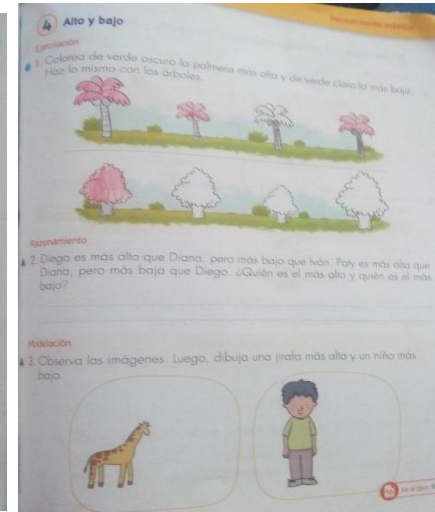 4 Alto y bajo
Ejercitación
1. Colorea de verde oscuro la palmera más alta y de verde claro la más baja.
Haz lo mismo con los árboles.
Razonamiento
2. Diego es más alto que Diana, pero más bajo que Iván. Paty es más alta que
Diana, pero más baja que Diego. ¿Quién es el más alto y quién es el más
bajo?
Modelación
3. Observa las imágenes. Luego, dibuja una jirafa más alta y un niño más
bajo.